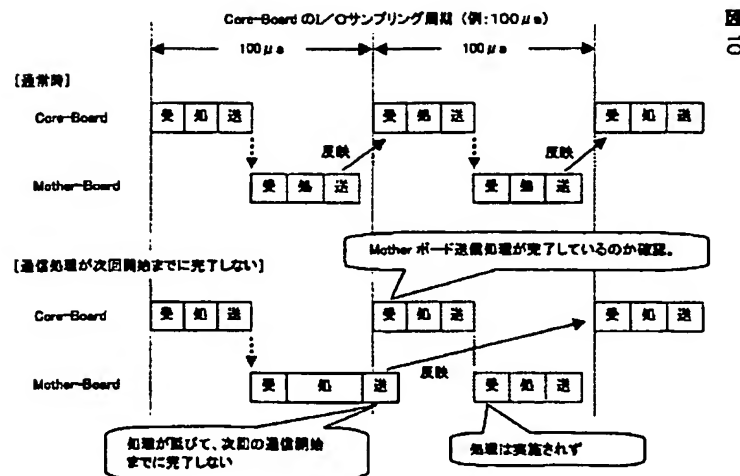 図10
Core-BoardのI/Oサンプリング周期（例:100μs）
100μs 100μs
[通常時]
Core-Board 受 処 送 受 処 送 受 処 送
反映 反映
Mother-Board 受 処 送 受 処 送
Motherボード送信処理が完了しているのか確認。
[通信処理が次回開始までに完了しない]
Core-Board 受 処 送 受 処 送 受 処 送
反映
Mother-Board 受 処 送 受 処 送
処理が延びて、次回の通信開始
までに完了しない
処理は実施されず